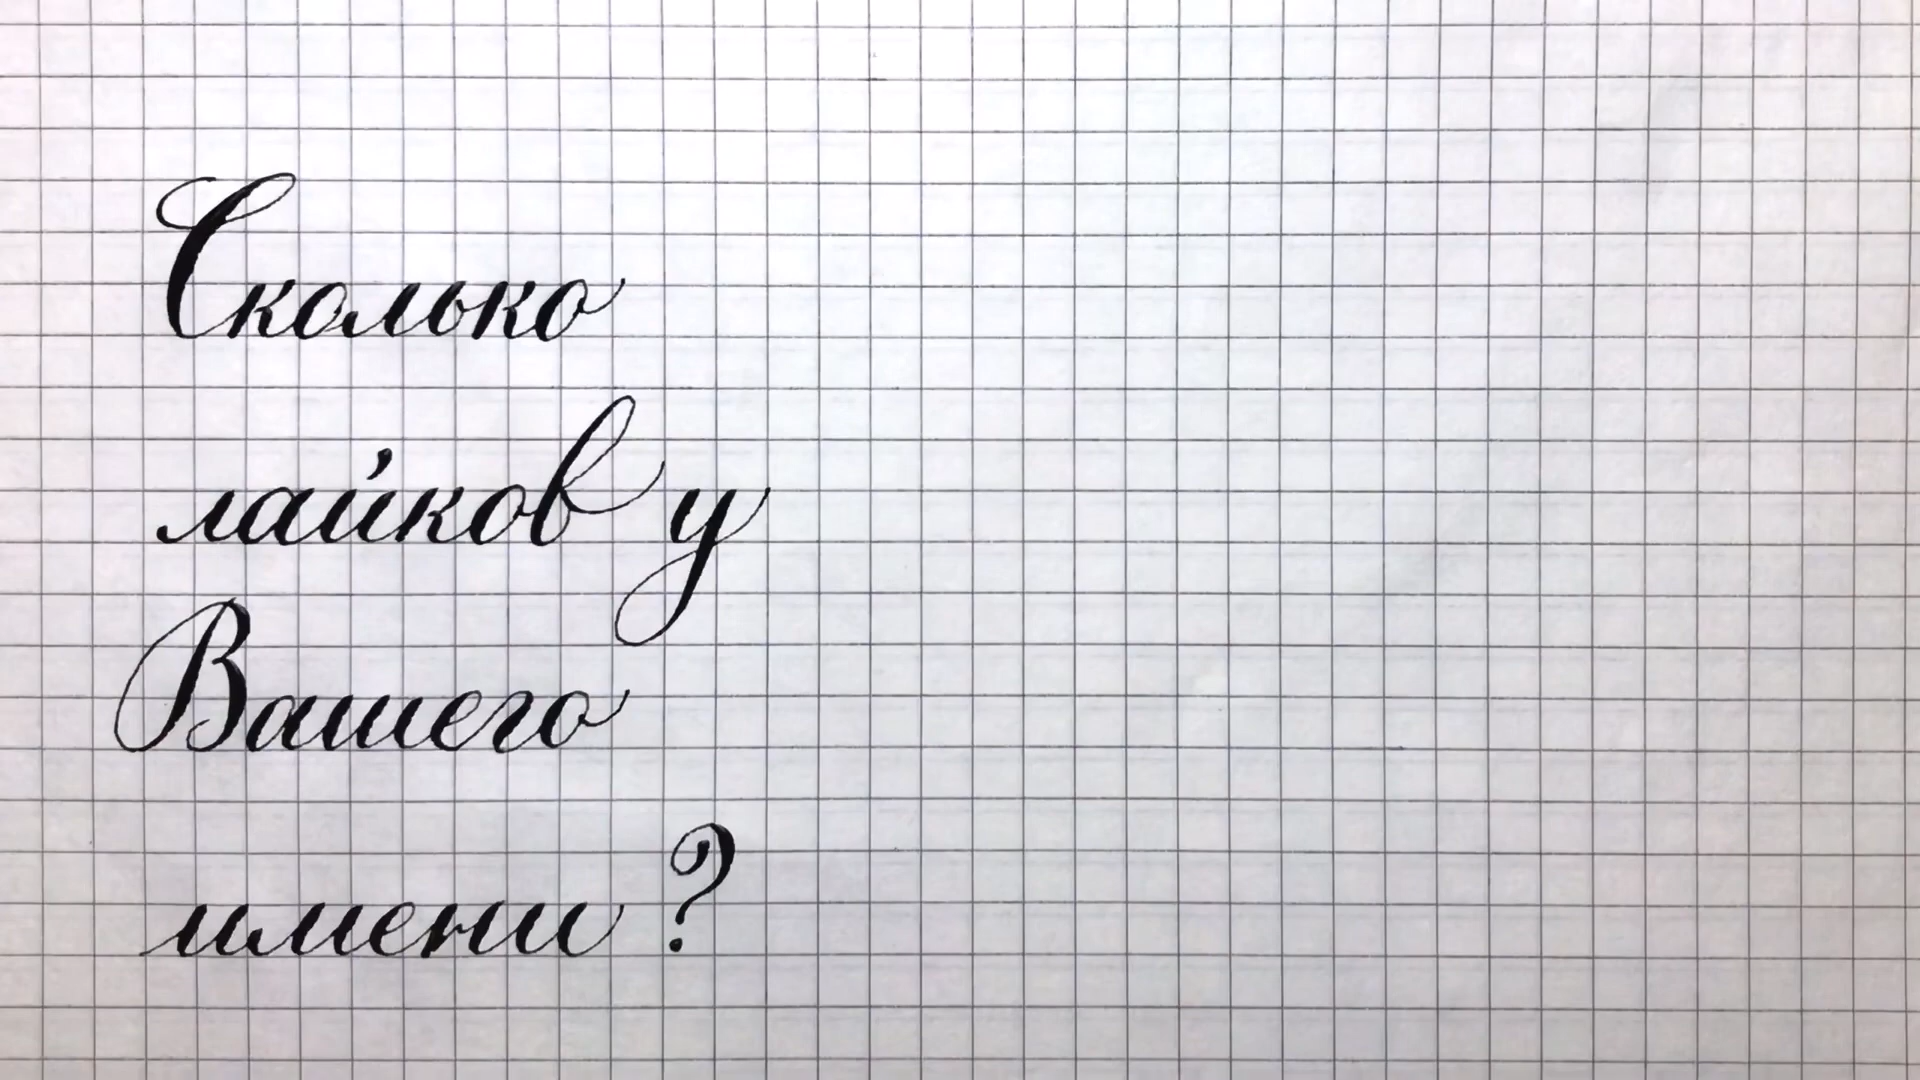 Сколько
лайков у
Вашего
имени ?